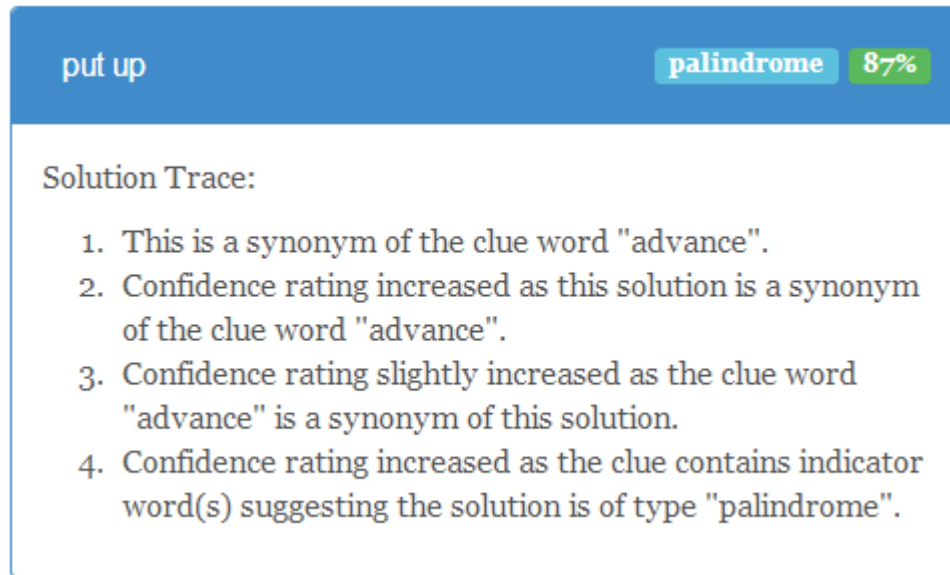 put up palindrome 87%
Solution Trace:
1. This is a synonym of the clue word "advance".
2. Confidence rating increased as this solution is a synonym
of the clue word "advance".
3. Confidence rating slightly increased as the clue word
"advance" is a synonym of this solution.
4. Confidence rating increased as the clue contains indicator
word(s) suggesting the solution is of type "palindrome".